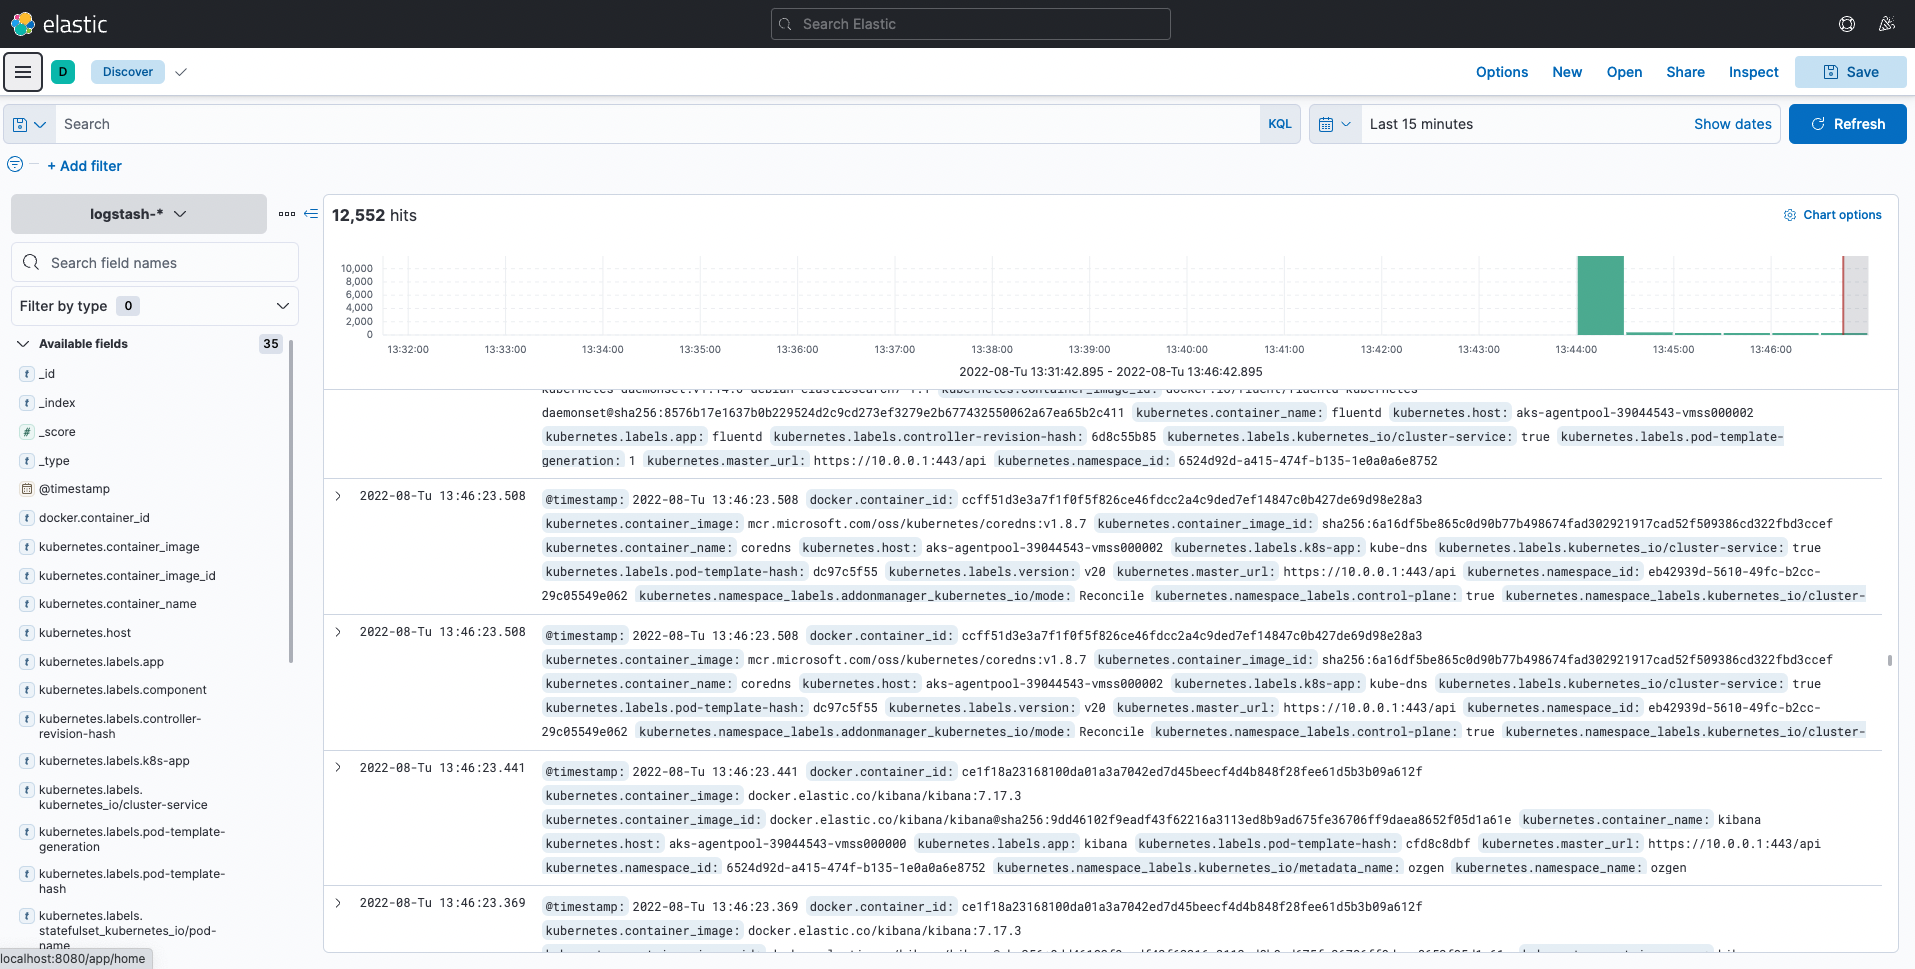 elastic
Search Elastic
D Discover
Options New Open Share Inspect Save
Search KQL Last 15 minutes Show dates Refresh
+ Add filter
logstash-*
Search field names
Filter by type 0
Available fields 35
t _id
t _index
# _score
t _type
@timestamp
t docker.container_id
t kubernetes.container_image
t kubernetes.container_image_id
t kubernetes.container_name
t kubernetes.host
t kubernetes.labels.app
t kubernetes.labels.component
t kubernetes.labels.controller-
revision-hash
t kubernetes.labels.k8s-app
t kubernetes.labels.
kubernetes_io/cluster-service
t kubernetes.labels.pod-template-
generation
t kubernetes.labels.pod-template-
hash
t kubernetes.labels.
statefulset_kubernetes_io/pod-
name
localhost:8080/app/home
12,552 hits
Chart options
10,000
8,000
6,000
4,000
2,000
0
13:32:00 13:33:00 13:34:00 13:35:00 13:36:00 13:37:00 13:38:00 13:39:00 13:40:00 13:41:00 13:42:00 13:43:00 13:44:00 13:45:00 13:46:00
2022-08-Tu 13:31:42.895 - 2022-08-Tu 13:46:42.895
kubernetes.container_image_id: docker.io/fluent/fluentd-kubernetes-
daemonset@sha256:8576b17e1637b0b229524d2c9cd273ef3279e2b677432550062a67ea65b2c411 kubernetes.container_name: fluentd kubernetes.host: aks-agentpool-39044543-vmss000002
kubernetes.labels.app: fluentd kubernetes.labels.controller-revision-hash: 6d8c55b85 kubernetes.labels.kubernetes_io/cluster-service: true kubernetes.labels.pod-template-
generation: 1 kubernetes.master_url: https://10.0.0.1:443/api kubernetes.namespace_id: 6524d92d-a415-474f-b135-1e0a0a6e8752
2022-08-Tu 13:46:23.508 @timestamp: 2022-08-Tu 13:46:23.508 docker.container_id: ccff51d3e3a7f1f0f5f826ce46fdcc2a4c9ded7ef14847c0b427de69d98e28a3
kubernetes.container_image: mcr.microsoft.com/oss/kubernetes/coredns:v1.8.7 kubernetes.container_image_id: sha256:6a16df5be865c0d90b77b498674fad302921917cad52f509386cd322fbd3ccef
kubernetes.container_name: coredns kubernetes.host: aks-agentpool-39044543-vmss000002 kubernetes.labels.k8s-app: kube-dns kubernetes.labels.kubernetes_io/cluster-service: true
kubernetes.labels.pod-template-hash: dc97c5f55 kubernetes.labels.version: v20 kubernetes.master_url: https://10.0.0.1:443/api kubernetes.namespace_id: eb42939d-5610-49fc-b2cc-
29c05549e062 kubernetes.namespace_labels.addonmanager_kubernetes_io/mode: Reconcile kubernetes.namespace_labels.control-plane: true kubernetes.namespace_labels.kubernetes_io/cluster-
2022-08-Tu 13:46:23.508 @timestamp: 2022-08-Tu 13:46:23.508 docker.container_id: ccff51d3e3a7f1f0f5f826ce46fdcc2a4c9ded7ef14847c0b427de69d98e28a3
kubernetes.container_image: mcr.microsoft.com/oss/kubernetes/coredns:v1.8.7 kubernetes.container_image_id: sha256:6a16df5be865c0d90b77b498674fad302921917cad52f509386cd322fbd3ccef
kubernetes.container_name: coredns kubernetes.host: aks-agentpool-39044543-vmss000002 kubernetes.labels.k8s-app: kube-dns kubernetes.labels.kubernetes_io/cluster-service: true
kubernetes.labels.pod-template-hash: dc97c5f55 kubernetes.labels.version: v20 kubernetes.master_url: https://10.0.0.1:443/api kubernetes.namespace_id: eb42939d-5610-49fc-b2cc-
29c05549e062 kubernetes.namespace_labels.addonmanager_kubernetes_io/mode: Reconcile kubernetes.namespace_labels.control-plane: true kubernetes.namespace_labels.kubernetes_io/cluster-
2022-08-Tu 13:46:23.441 @timestamp: 2022-08-Tu 13:46:23.441 docker.container_id: ce1f18a23168100da01a3a7042ed7d45beecf4d4b848f28fee61d5b3b09a612f
kubernetes.container_image: docker.elastic.co/kibana/kibana:7.17.3
kubernetes.container_image_id: docker.elastic.co/kibana/kibana@sha256:9dd46102f9eadf43f62216a3113ed8b9ad675fe36706ff9daea8652f05d1a61e kubernetes.container_name: kibana
kubernetes.host: aks-agentpool-39044543-vmss000000 kubernetes.labels.app: kibana kubernetes.labels.pod-template-hash: cfd8c8dbf kubernetes.master_url: https://10.0.0.1:443/api
kubernetes.namespace_id: 6524d92d-a415-474f-b135-1e0a0a6e8752 kubernetes.namespace_labels.kubernetes_io/metadata_name: ozgen kubernetes.namespace_name: ozgen
2022-08-Tu 13:46:23.369 @timestamp: 2022-08-Tu 13:46:23.369 docker.container_id: ce1f18a23168100da01a3a7042ed7d45beecf4d4b848f28fee61d5b3b09a612f
kubernetes.container_image: docker.elastic.co/kibana/kibana:7.17.3